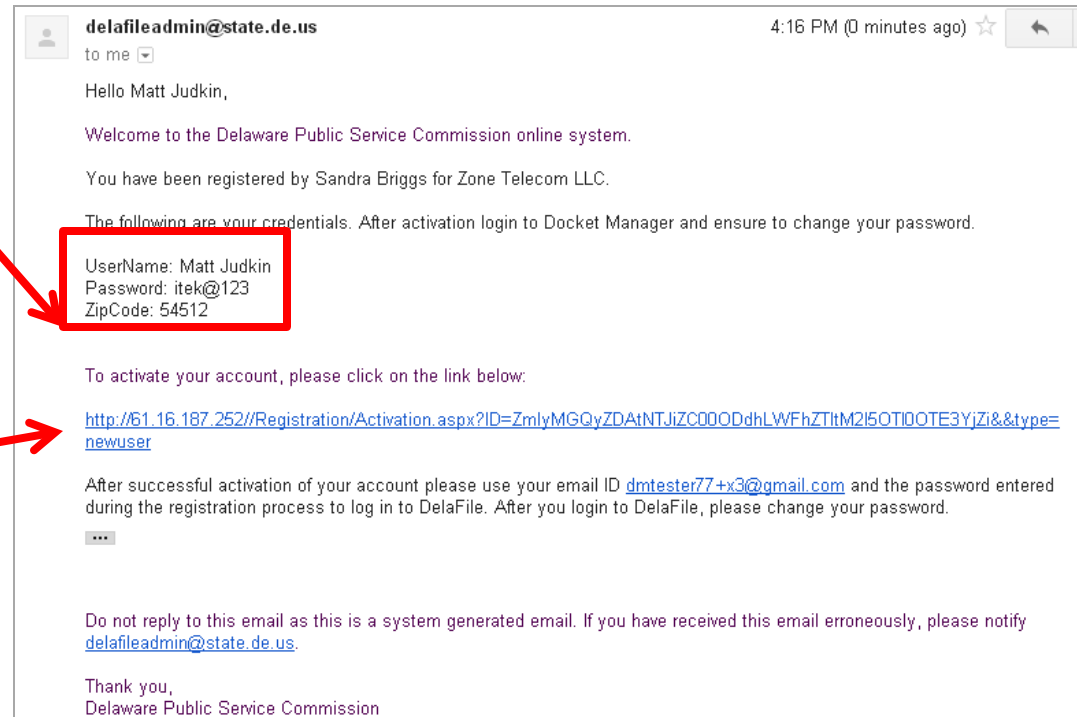 delafileadmin@state.de.us
4:16 PM (0 minutes ago)
to me
Hello Matt Judkin,
Welcome to the Delaware Public Service Commission online system.
You have been registered by Sandra Briggs for Zone Telecom LLC.
The following are your credentials. After activation login to Docket Manager and ensure to change your password.
UserName: Matt Judkin
Password: itek@123
ZipCode: 54512
To activate your account, please click on the link below:
http://61.16.187.252//Registration/Activation.aspx?ID=ZmIyMGQyZDAtNTJiZC00ODdhLWFhZTItM2I5OTI0OTE3YjZi&&type=
newuser
After successful activation of your account please use your email ID dmtester77+x3@gmail.com and the password entered
during the registration process to log in to DelaFile. After you login to DelaFile, please change your password.
Do not reply to this email as this is a system generated email. If you have received this email erroneously, please notify
delafileadmin@state.de.us.
Thank you,
Delaware Public Service Commission